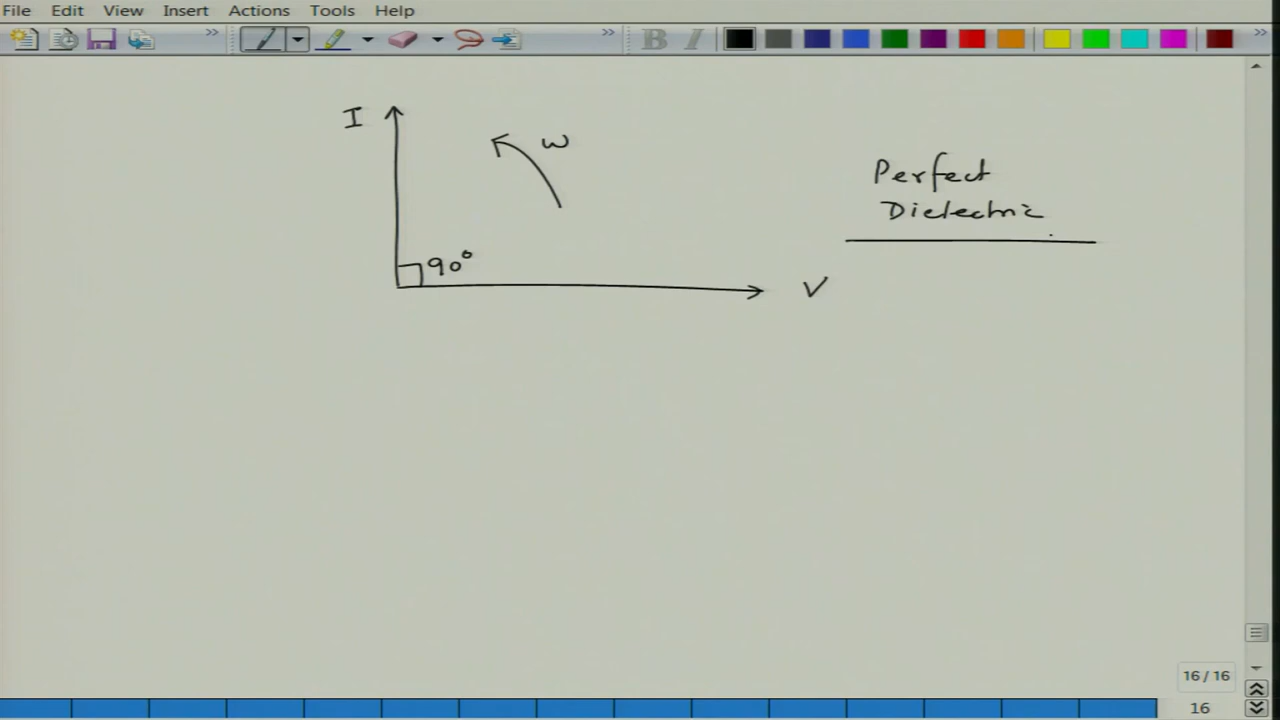 File Edit View Insert Actions Tools Help
B I
I
ω
Perfect
Dielectric
90°
V
16 / 16
16